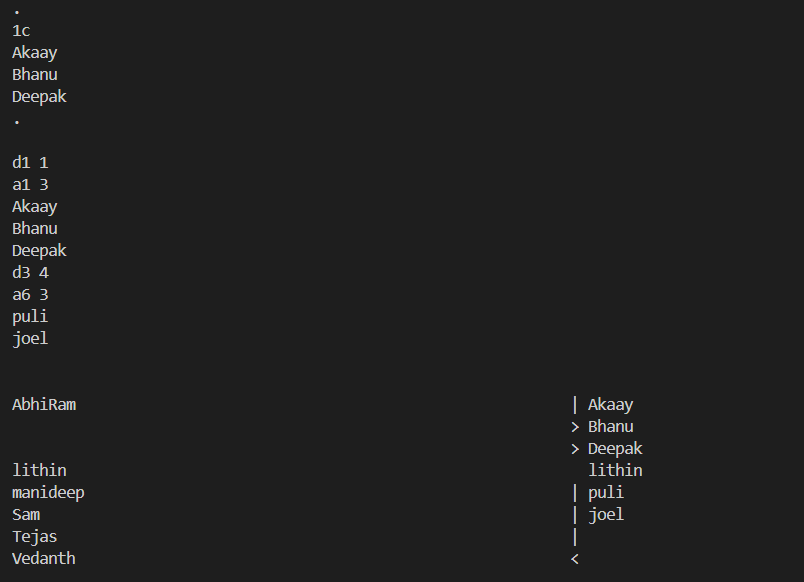 .
1c
Akaay
Bhanu
Deepak
.
d1 1
a1 3
Akaay
Bhanu
Deepak
d3 4
a6 3
puli
joel
AbhiRam | Akaay
> Bhanu
> Deepak
lithin lithin
manideep | puli
Sam | joel
Tejas |
Vedanth <